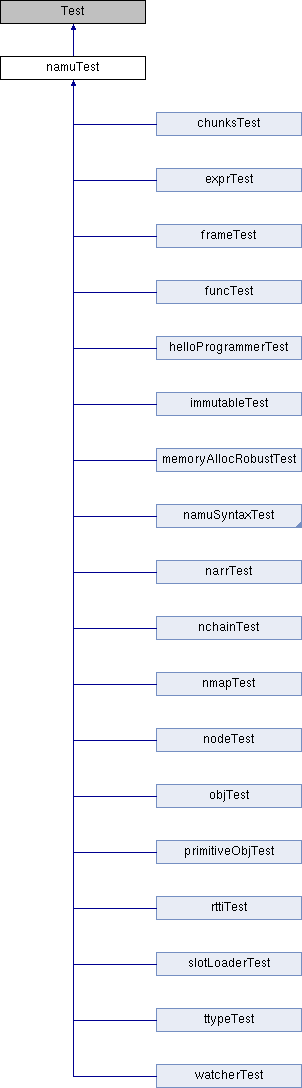 Test
namuTest
chunksTest
exprTest
frameTest
funcTest
helloProgrammerTest
immutableTest
memoryAllocRobustTest
namuSyntaxTest
narrTest
nchainTest
nmapTest
nodeTest
objTest
primitiveObjTest
rttiTest
slotLoaderTest
ttypeTest
watcherTest